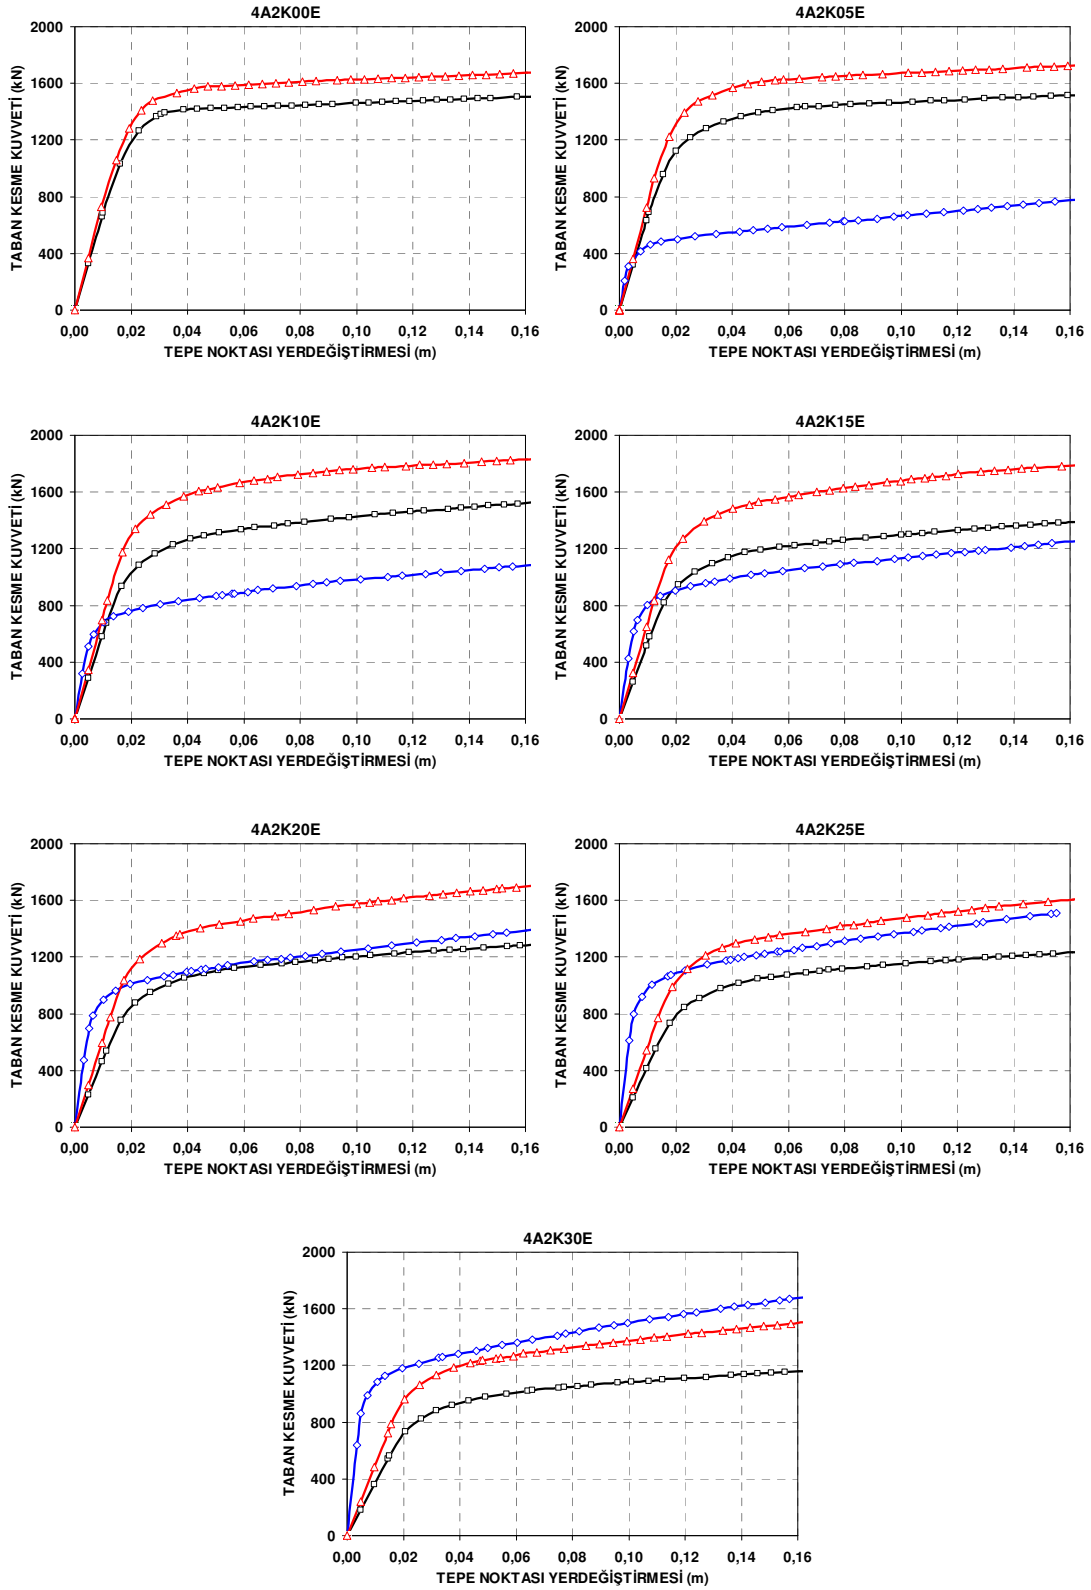 4A2K00E
TABAN KESME KUVVETİ (kN)
2000
1600
1200
800
400
0
0,00 0,02 0,04 0,06 0,08 0,10 0,12 0,14 0,16
TEPE NOKTASI YERDEĞİŞTİRMESİ (m)
4A2K05E
TABAN KESME KUVVETİ (kN)
2000
1600
1200
800
400
0
0,00 0,02 0,04 0,06 0,08 0,10 0,12 0,14 0,16
TEPE NOKTASI YERDEĞİŞTİRMESİ (m)
4A2K10E
TABAN KESME KUVVETİ (kN)
2000
1600
1200
800
400
0
0,00 0,02 0,04 0,06 0,08 0,10 0,12 0,14 0,16
TEPE NOKTASI YERDEĞİŞTİRMESİ (m)
4A2K15E
TABAN KESME KUVVETİ (kN)
2000
1600
1200
800
400
0
0,00 0,02 0,04 0,06 0,08 0,10 0,12 0,14 0,16
TEPE NOKTASI YERDEĞİŞTİRMESİ (m)
4A2K20E
TABAN KESME KUVVETİ (kN)
2000
1600
1200
800
400
0
0,00 0,02 0,04 0,06 0,08 0,10 0,12 0,14 0,16
TEPE NOKTASI YERDEĞİŞTİRMESİ (m)
4A2K25E
TABAN KESME KUVVETİ (kN)
2000
1600
1200
800
400
0
0,00 0,02 0,04 0,06 0,08 0,10 0,12 0,14 0,16
TEPE NOKTASI YERDEĞİŞTİRMESİ (m)
4A2K30E
TABAN KESME KUVVETİ (kN)
2000
1600
1200
800
400
0
0,00 0,02 0,04 0,06 0,08 0,10 0,12 0,14 0,16
TEPE NOKTASI YERDEĞİŞTİRMESİ (m)